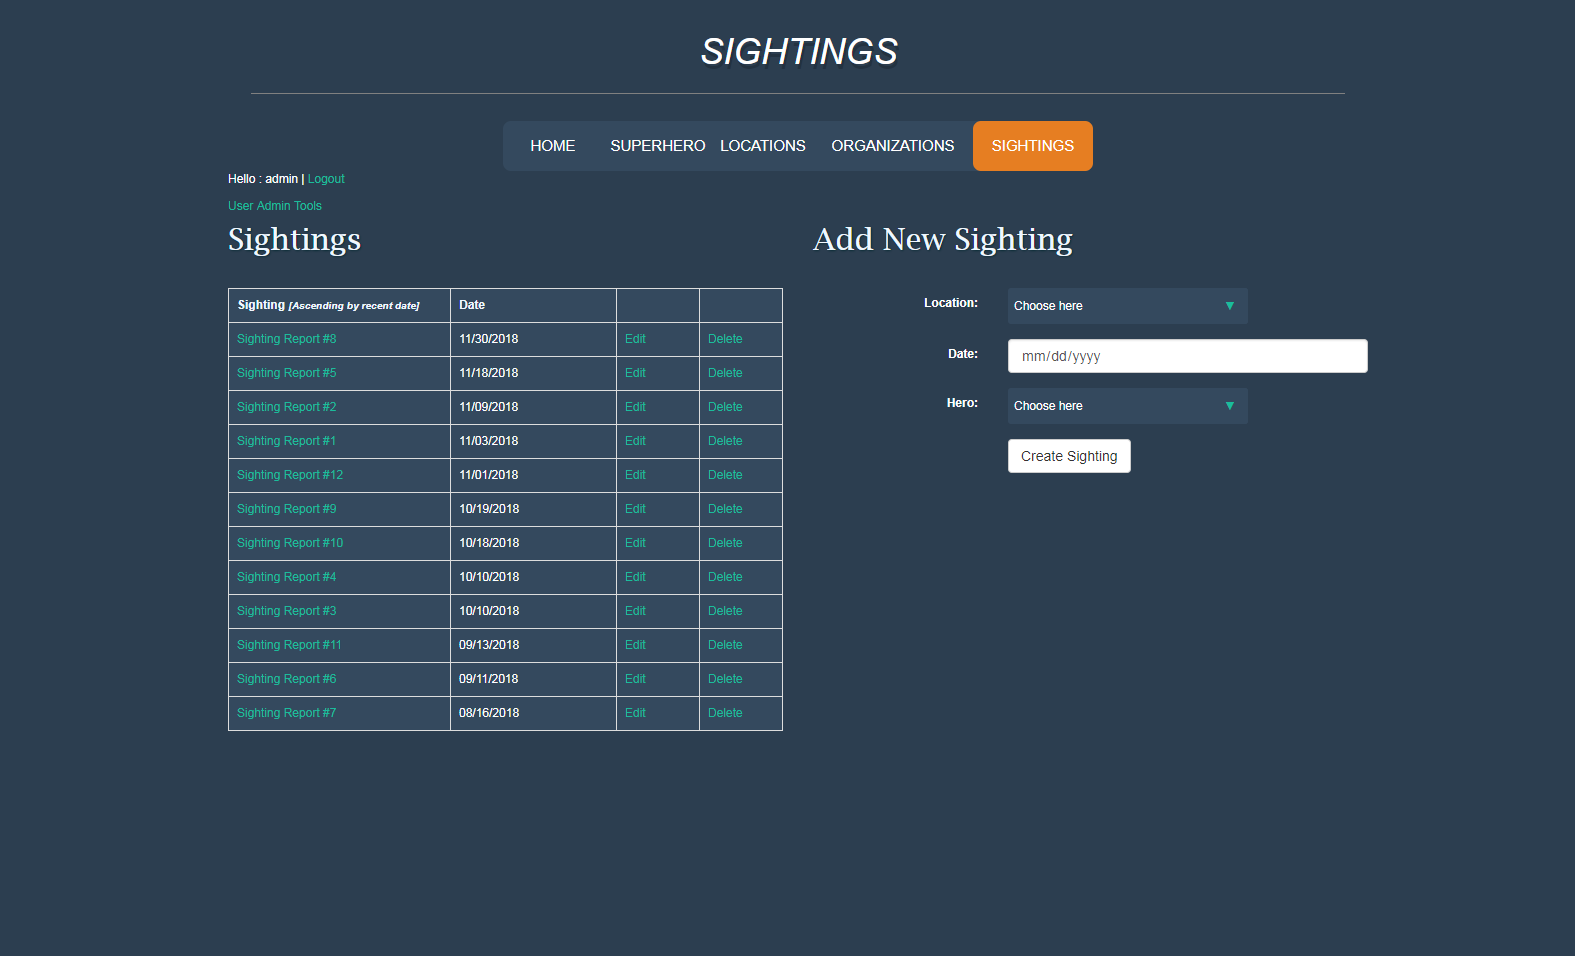 SIGHTINGS
HOME SUPERHERO LOCATIONS ORGANIZATIONS SIGHTINGS
Hello : admin | Logout
User Admin Tools
Sightings
Sighting [Ascending by recent date] Date
Sighting Report #8 11/30/2018 Edit Delete
Sighting Report #5 11/18/2018 Edit Delete
Sighting Report #2 11/09/2018 Edit Delete
Sighting Report #1 11/03/2018 Edit Delete
Sighting Report #12 11/01/2018 Edit Delete
Sighting Report #9 10/19/2018 Edit Delete
Sighting Report #10 10/18/2018 Edit Delete
Sighting Report #4 10/10/2018 Edit Delete
Sighting Report #3 10/10/2018 Edit Delete
Sighting Report #11 09/13/2018 Edit Delete
Sighting Report #6 09/11/2018 Edit Delete
Sighting Report #7 08/16/2018 Edit Delete
Add New Sighting
Location: Choose here
Date: mm/dd/yyyy
Hero: Choose here
Create Sighting